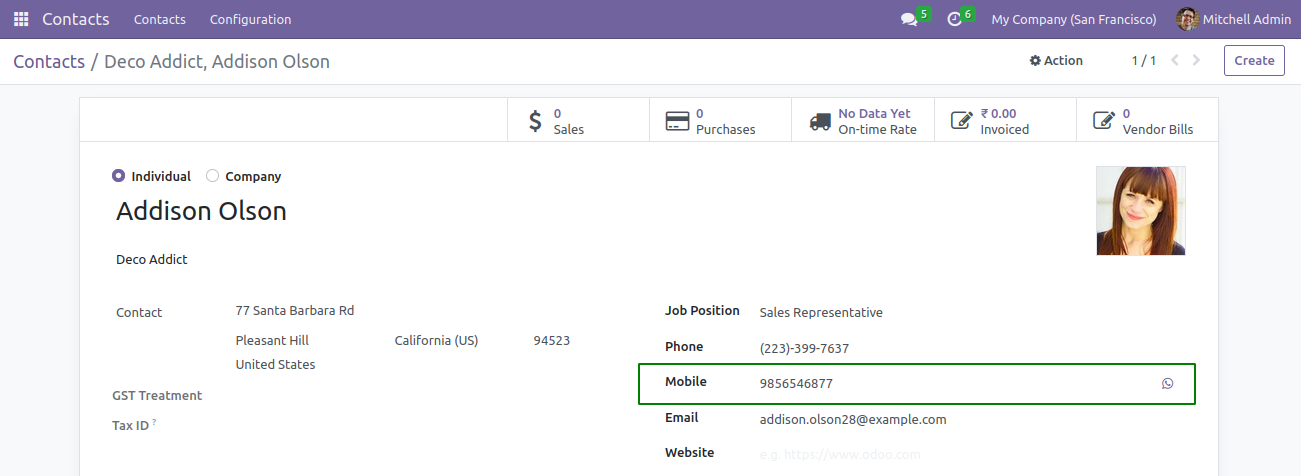 Contacts Contacts Configuration 5 6 My Company (San Francisco) Mitchell Admin
Contacts / Deco Addict, Addison Olson Action 1 / 1 Create
0 Sales
0 Purchases
No Data Yet On-time Rate
₹ 0.00 Invoiced
0 Vendor Bills
Individual Company
Addison Olson
Deco Addict
Contact 77 Santa Barbara Rd
Pleasant Hill California (US) 94523
United States
GST Treatment
Tax ID ?
Job Position Sales Representative
Phone (223)-399-7637
Mobile 9856546877
Email addison.olson28@example.com
Website e.g. https://www.odoo.com